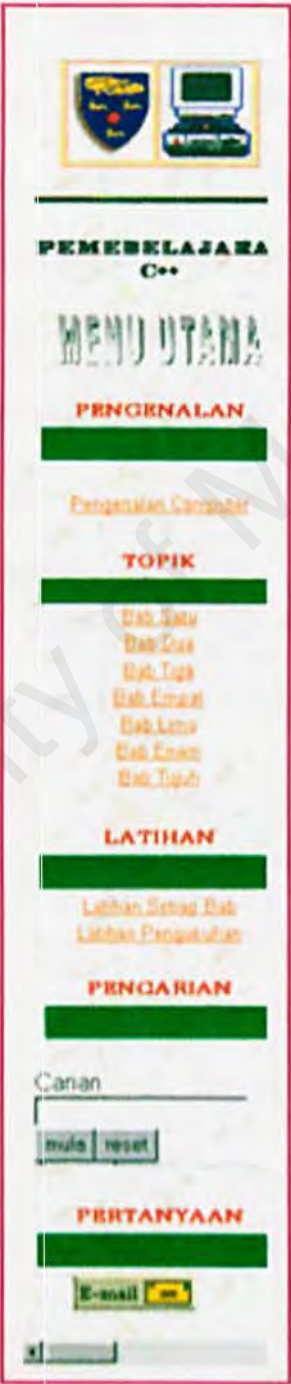 PEMEBELAJARA
C++
MENU UTAMA
PENGENALAN
Pengenalan Computer
TOPIK
Bab Satu
Bab Dua
Bab Tiga
Bab Empat
Bab Lima
Bab Enam
Bab Tujuh
LATIHAN
Latihan Setiap Bab
Latihan Pengukuhan
PENCARIAN
Carian
mula reset
PERTANYAAN
E-mail